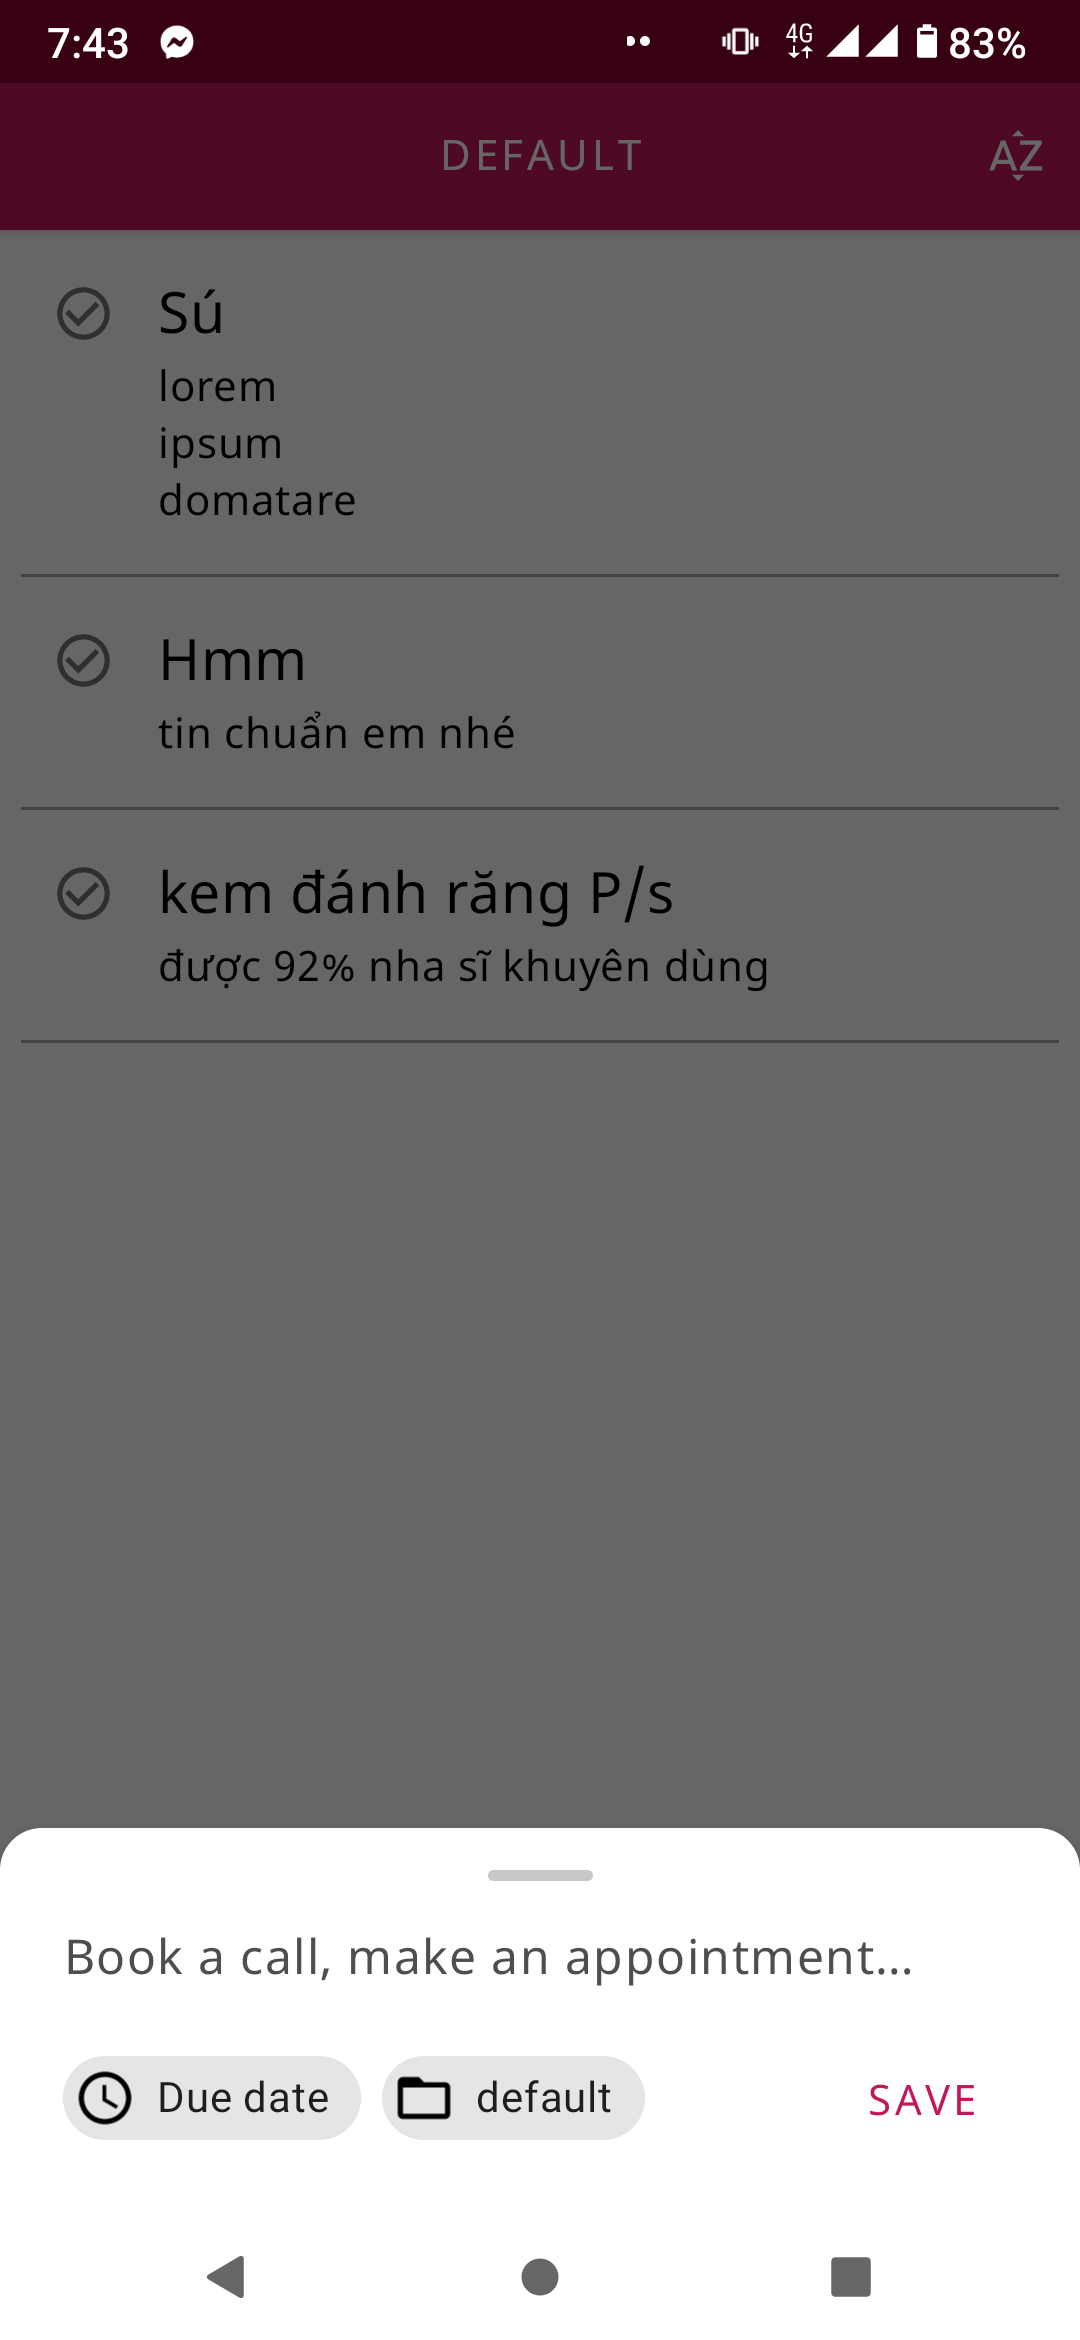 7:43
4G
83%
DEFAULT
AZ
Sú
lorem
ipsum
domatare
Hmm
tin chuẩn em nhé
kem đánh răng P/s
được 92% nha sĩ khuyên dùng
Book a call, make an appointment...
Due date
default
SAVE